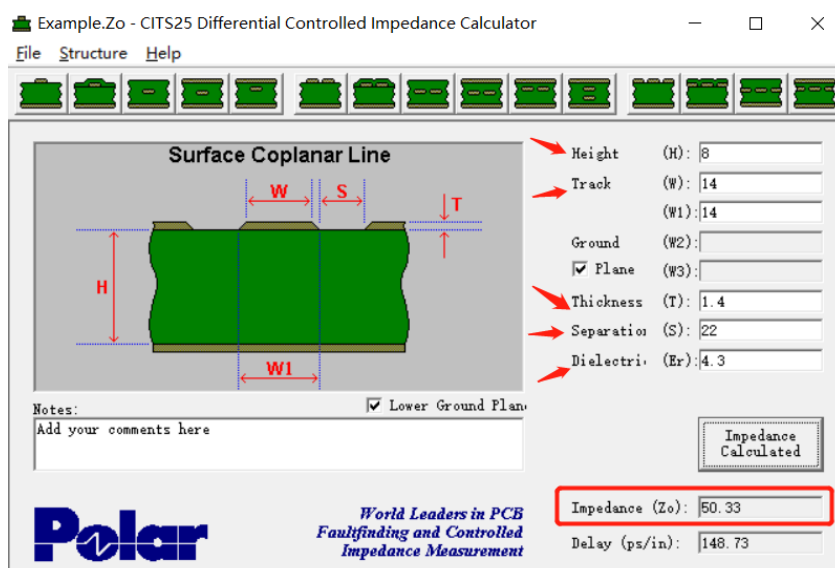 Example.Zo - CITS25 Differential Controlled Impedance Calculator
File Structure Help
Surface Coplanar Line
W S T
H
W1
Height (H): 8
Track (W): 14
(W1): 14
Ground (W2):
Plane (W3):
Thickness (T): 1.4
Separatio (S): 22
Dielectri (Er): 4.3
Notes:
Lower Ground Plan
Add your comments here
Impedance
Calculated
Polar
World Leaders in PCB
Faultfinding and Controlled
Impedance Measurement
Impedance (Zo): 50.33
Delay (ps/in): 148.73